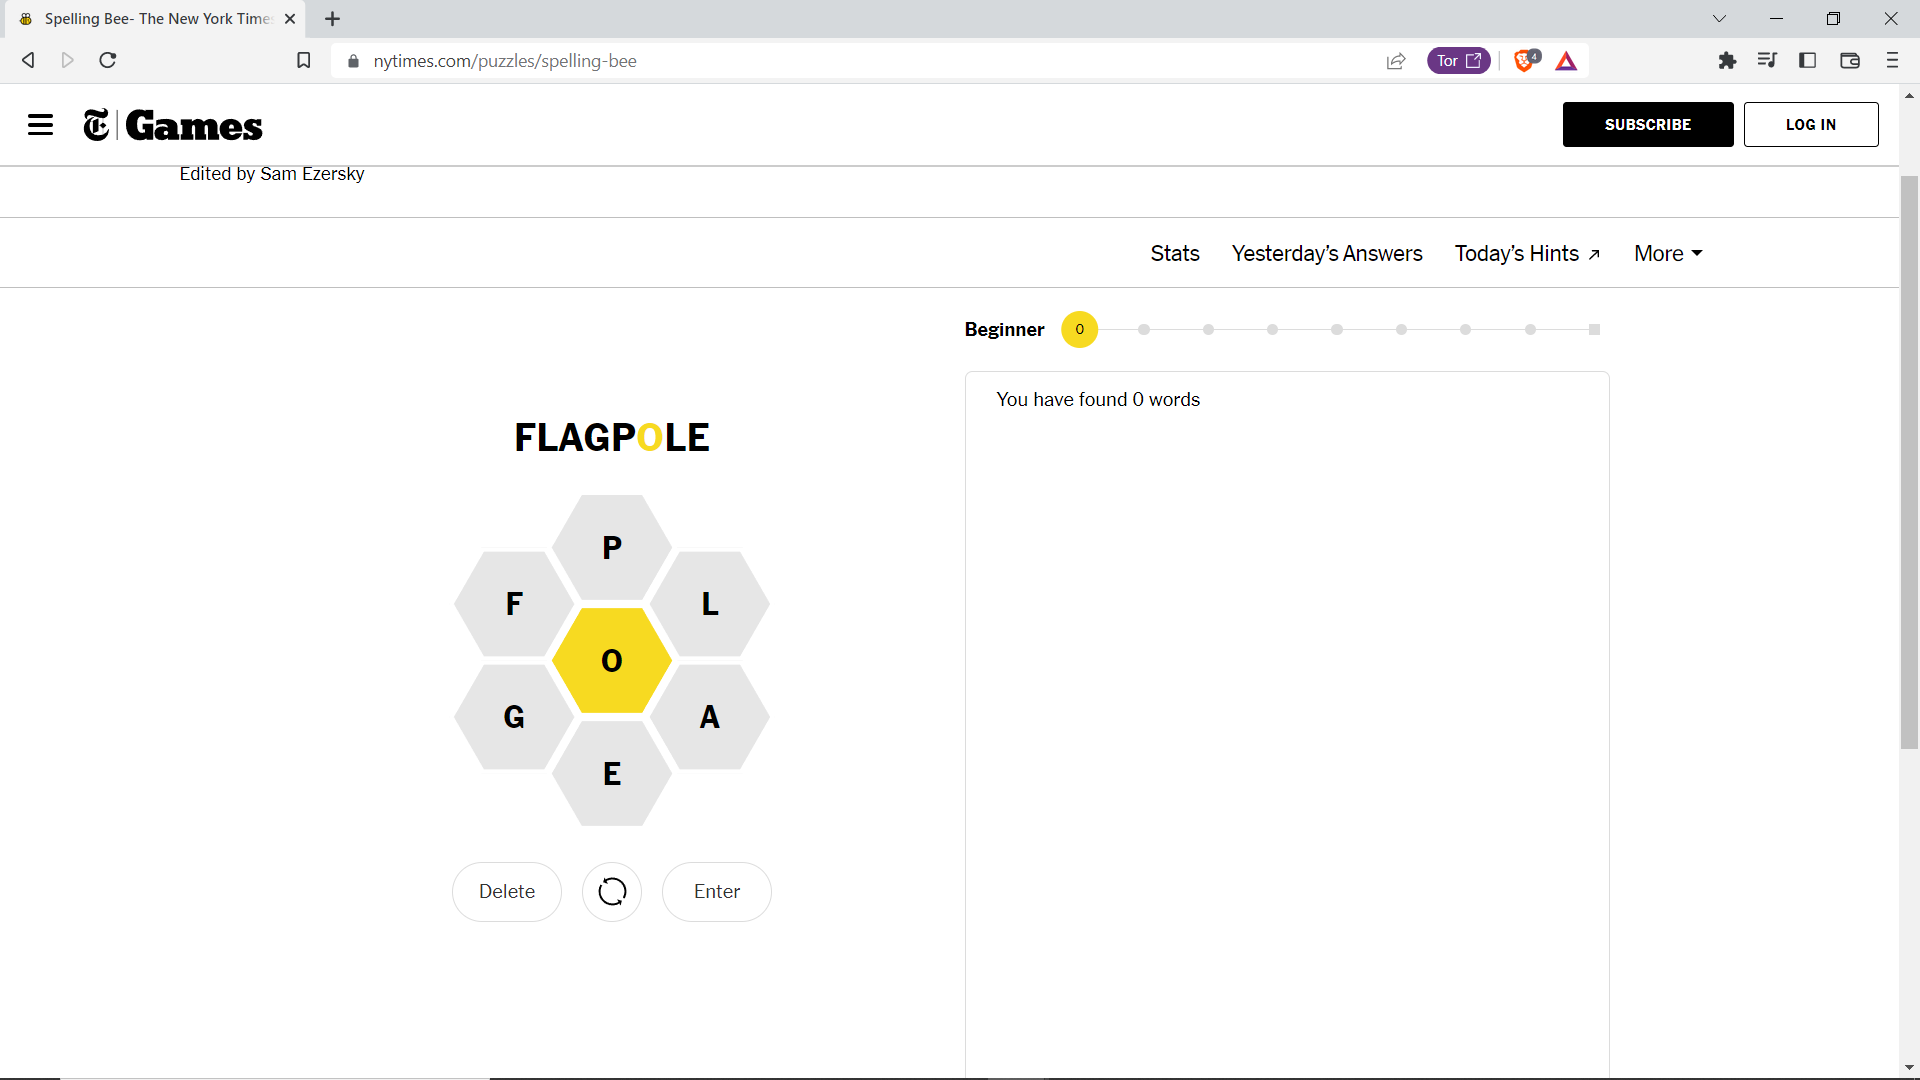 Spelling Bee- The New York Times
nytimes.com/puzzles/spelling-bee
Tor
4
Games
SUBSCRIBE
LOG IN
Edited by Sam Ezersky
Stats
Yesterday's Answers
Today's Hints
More
Beginner
0
You have found 0 words
FLAGPOLE
P
F
L
O
G
A
E
Delete
Enter